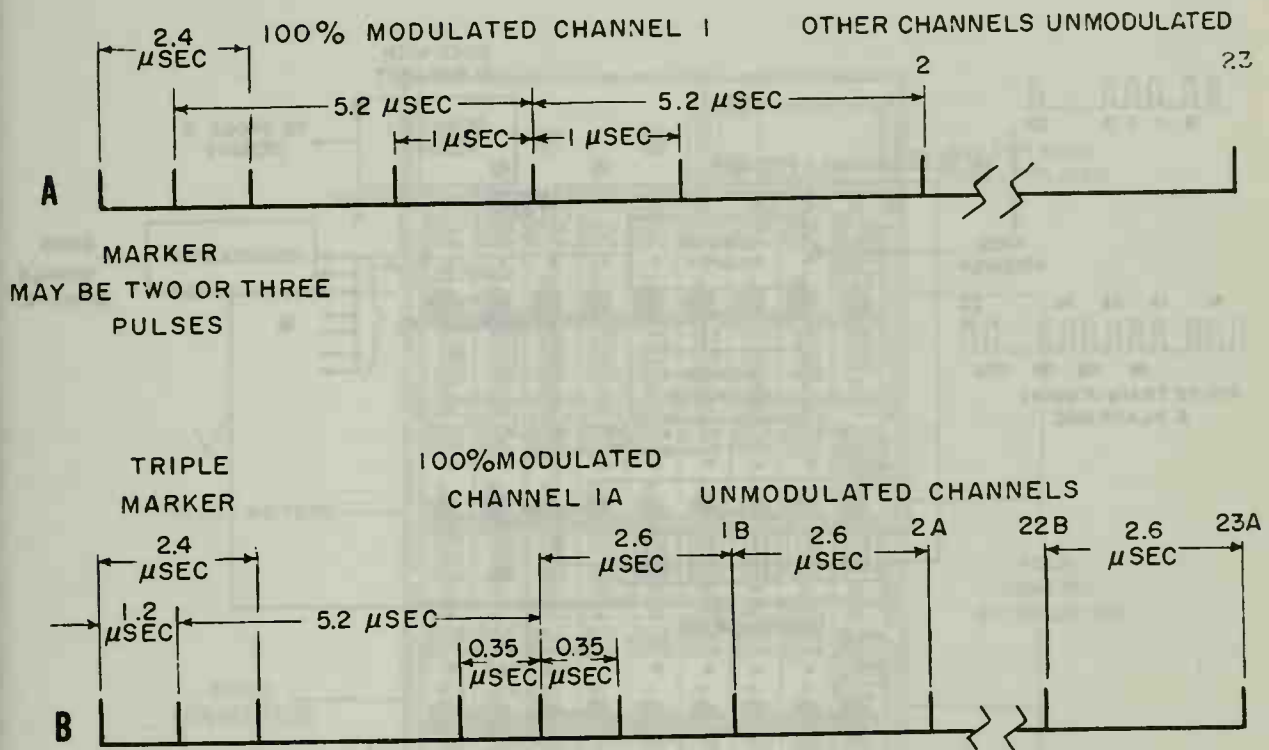 2.4
μSEC
100% MODULATED CHANNEL 1
OTHER CHANNELS UNMODULATED
2
23
5.2 μSEC
5.2 μSEC
1 μSEC
1 μSEC
A
MARKER
MAY BE TWO OR THREE
PULSES
TRIPLE
MARKER
100% MODULATED
CHANNEL 1A
UNMODULATED CHANNELS
2.4
μSEC
2.6
μSEC
1B
2.6
μSEC
2A
22B
2.6
μSEC
23A
1.2
μSEC
5.2 μSEC
0.35
μSEC
0.35
μSEC
B